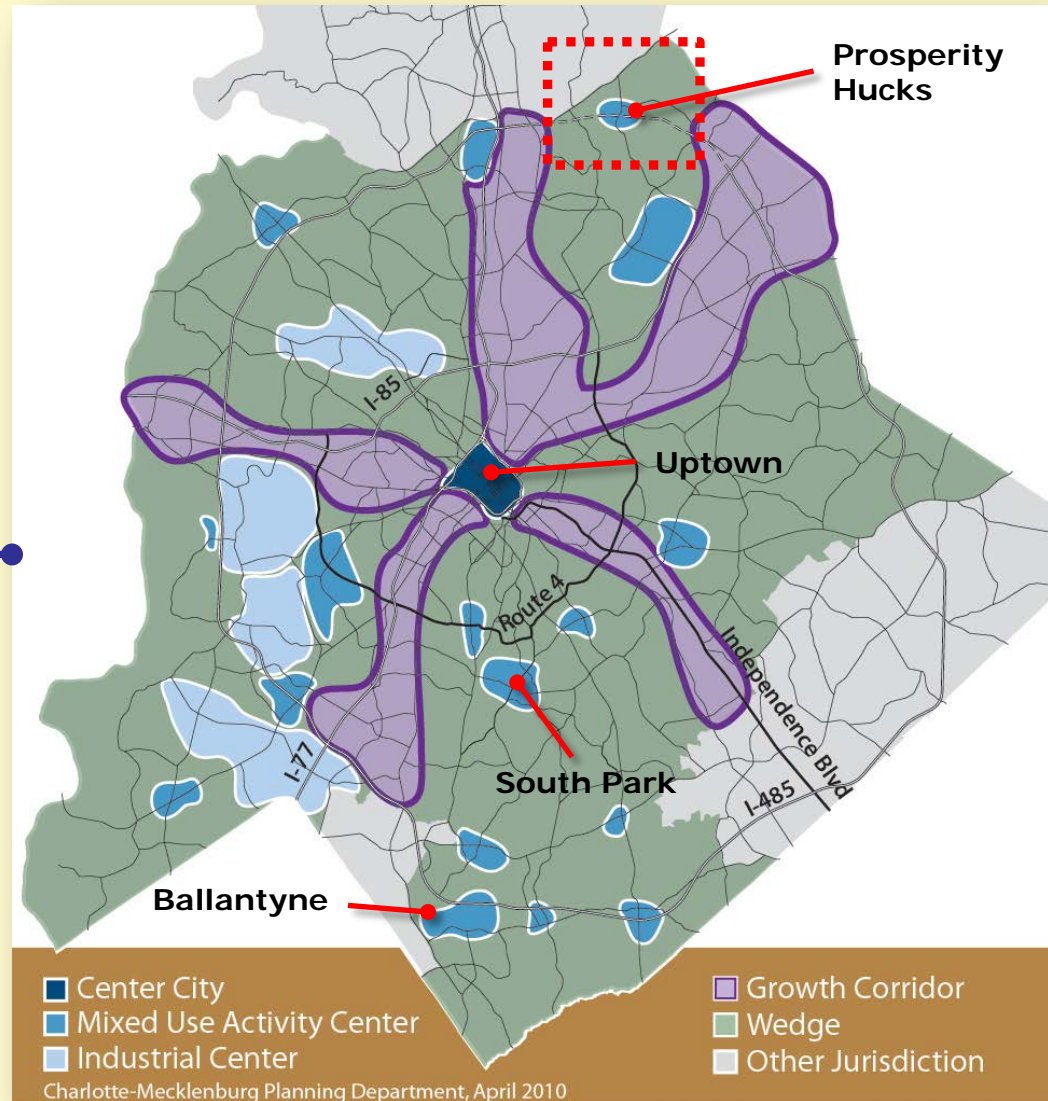 Prosperity
Hucks
I-85
Uptown
Route 4
Independence Blvd
I-77
South Park
I-485
Ballantyne
Center City
Mixed Use Activity Center
Industrial Center
Growth Corridor
Wedge
Other Jurisdiction
Charlotte-Mecklenburg Planning Department, April 2010